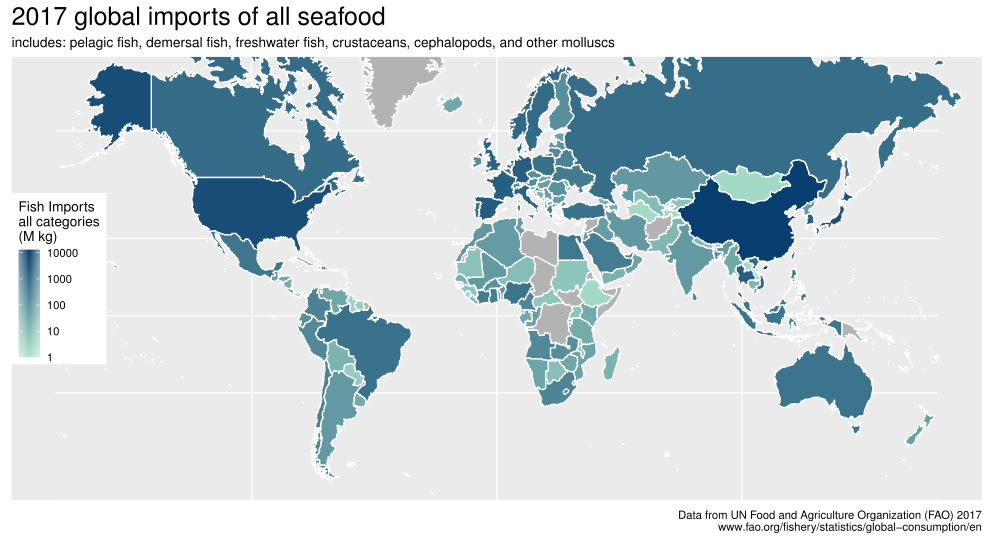 2017 global imports of all seafood
includes: pelagic fish, demersal fish, freshwater fish, crustaceans, cephalopods, and other molluscs
Fish Imports
all categories
(M kg)
10000
1000
100
10
1
Data from UN Food and Agriculture Organization (FAO) 2017
www.fao.org/fishery/statistics/global−consumption/en